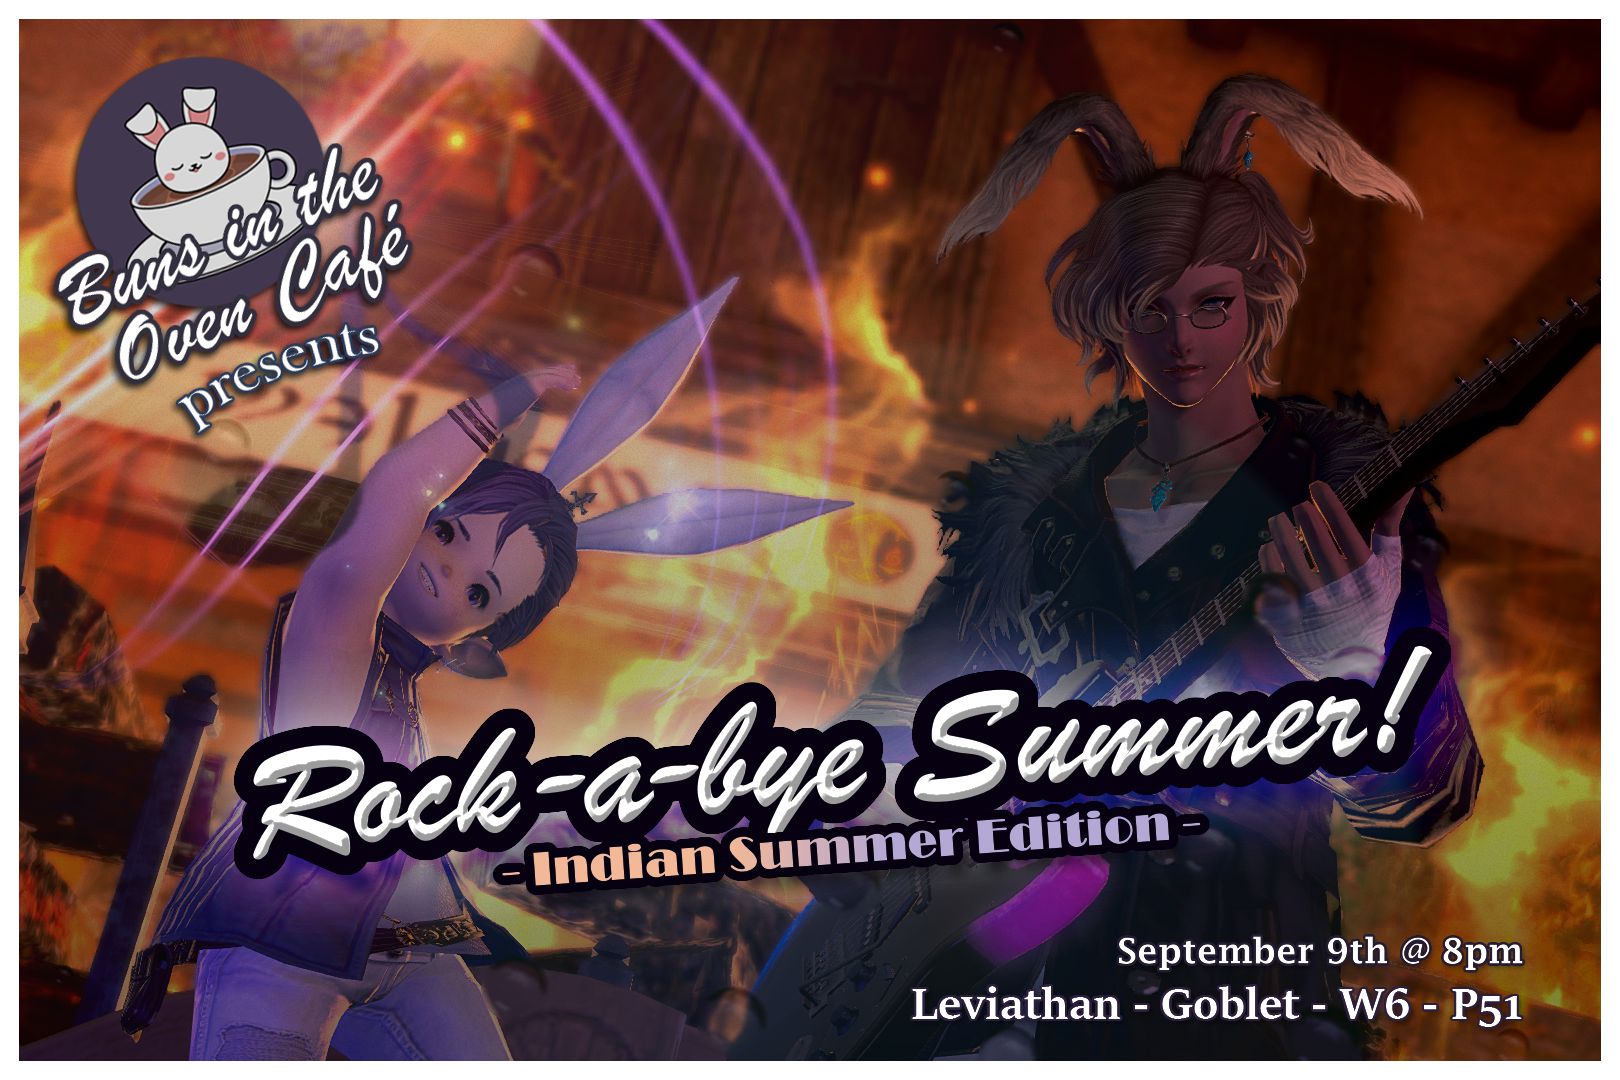 Buns in the
Oven Café
presents
Rock-a-bye Summer!
- Indian Summer Edition -
September 9th @ 8pm
Leviathan - Goblet - W6 - P51